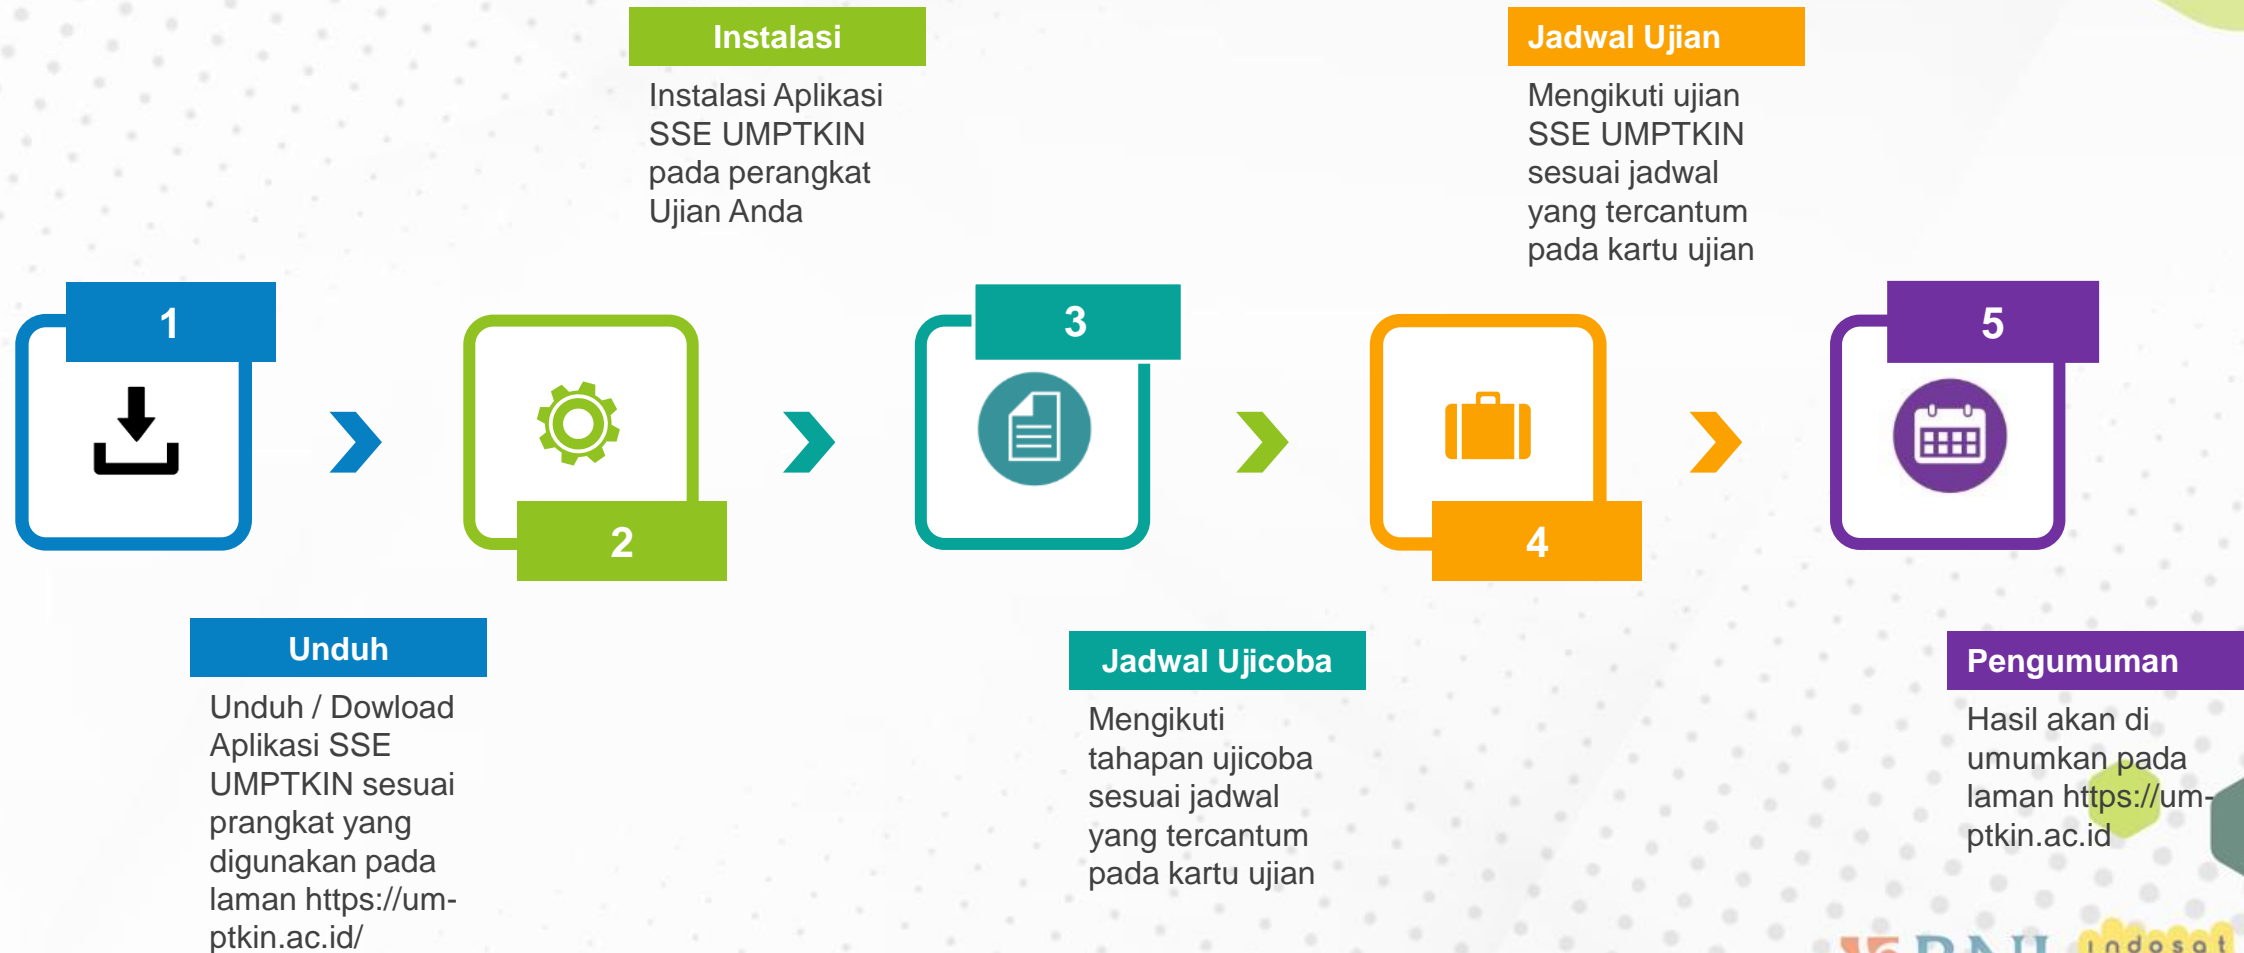 Instalasi
Instalasi Aplikasi
SSE UMPTKIN
pada perangkat
Ujian Anda
Jadwal Ujian
Mengikuti ujian
SSE UMPTKIN
sesuai jadwal
yang tercantum
pada kartu ujian
1
2
3
4
5
Unduh
Unduh / Dowload
Aplikasi SSE
UMPTKIN sesuai
prangkat yang
digunakan pada
laman https://um-
ptkin.ac.id/
Jadwal Ujicoba
Mengikuti
tahapan ujicoba
sesuai jadwal
yang tercantum
pada kartu ujian
Pengumuman
Hasil akan di
umumkan pada
laman https://um-
ptkin.ac.id
BNI
indosat